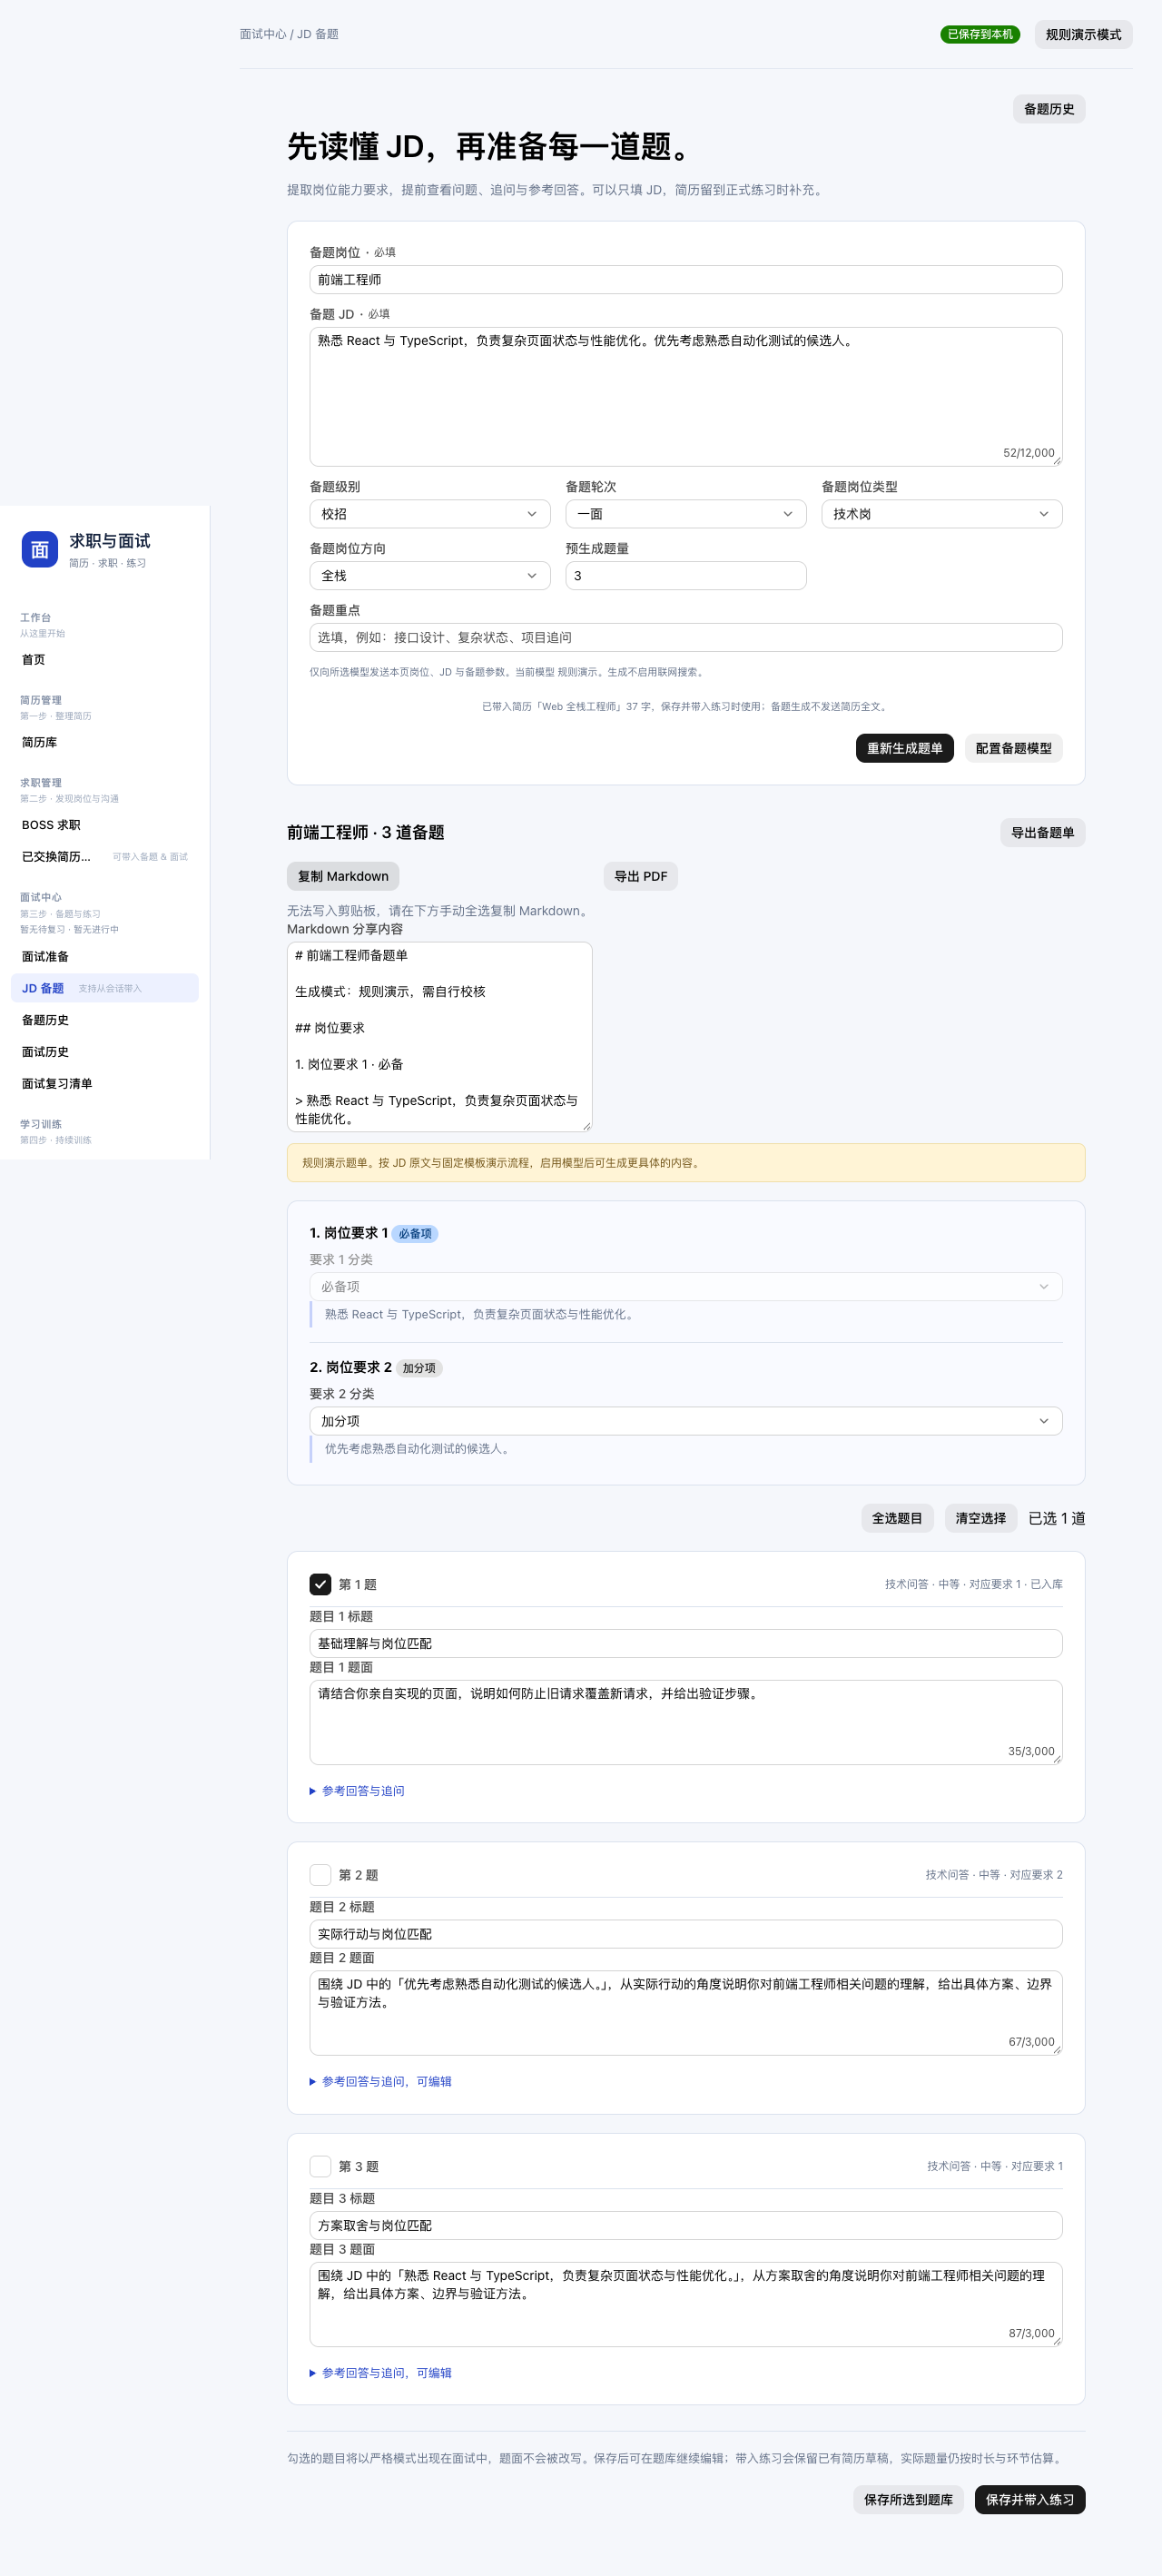 面试中心 / JD 备题
已保存到本机
规则演示模式
备题历史
先读懂 JD，再准备每一道题。
提取岗位能力要求，提前查看问题、追问与参考回答。可以只填 JD，简历留到正式练习时补充。
备题岗位 · 必填
前端工程师
备题 JD · 必填
熟悉 React 与 TypeScript，负责复杂页面状态与性能优化。优先考虑熟悉自动化测试的候选人。
52/12,000
备题级别
备题轮次
备题岗位类型
校招
一面
技术岗
备题岗位方向
预生成题量
全栈
3
备题重点
选填，例如：接口设计、复杂状态、项目追问
仅向所选模型发送本页岗位、JD 与备题参数。当前模型 规则演示。生成不启用联网搜索。
已带入简历「Web 全栈工程师」37 字，保存并带入练习时使用；备题生成不发送简历全文。
重新生成题单
配置备题模型
面
求职与面试
简历 · 求职 · 练习
工作台
从这里开始
首页
简历管理
第一步 · 整理简历
简历库
求职管理
第二步 · 发现岗位与沟通
BOSS 求职
已交换简历...
可带入备题 & 面试
面试中心
第三步 · 备题与练习
暂无待复习 · 暂无进行中
面试准备
JD 备题
支持从会话带入
备题历史
面试历史
面试复习清单
学习训练
第四步 · 持续训练
前端工程师 · 3 道备题
导出备题单
复制 Markdown
导出 PDF
无法写入剪贴板，请在下方手动全选复制 Markdown。
Markdown 分享内容
# 前端工程师备题单
生成模式：规则演示，需自行校核
## 岗位要求
1. 岗位要求 1 · 必备
> 熟悉 React 与 TypeScript，负责复杂页面状态与
性能优化。
规则演示题单。按 JD 原文与固定模板演示流程，启用模型后可生成更具体的内容。
1. 岗位要求 1
必备项
要求 1 分类
必备项
熟悉 React 与 TypeScript，负责复杂页面状态与性能优化。
2. 岗位要求 2
加分项
要求 2 分类
加分项
优先考虑熟悉自动化测试的候选人。
全选题目
清空选择
已选 1 道
第 1 题
技术问答 · 中等 · 对应要求 1 · 已入库
题目 1 标题
基础理解与岗位匹配
题目 1 题面
请结合你亲自实现的页面，说明如何防止旧请求覆盖新请求，并给出验证步骤。
35/3,000
参考回答与追问
第 2 题
技术问答 · 中等 · 对应要求 2
题目 2 标题
实际行动与岗位匹配
题目 2 题面
围绕 JD 中的「优先考虑熟悉自动化测试的候选人。」，从实际行动的角度说明你对前端工程师相关问题的理解，给出具体方案、边界
与验证方法。
67/3,000
参考回答与追问，可编辑
第 3 题
技术问答 · 中等 · 对应要求 1
题目 3 标题
方案取舍与岗位匹配
题目 3 题面
围绕 JD 中的「熟悉 React 与 TypeScript，负责复杂页面状态与性能优化。」，从方案取舍的角度说明你对前端工程师相关问题的理
解，给出具体方案、边界与验证方法。
87/3,000
参考回答与追问，可编辑
勾选的题目将以严格模式出现在面试中，题面不会被改写。保存后可在题库继续编辑；带入练习会保留已有简历草稿，实际题量仍按时长与环节估算。
保存所选到题库
保存并带入练习